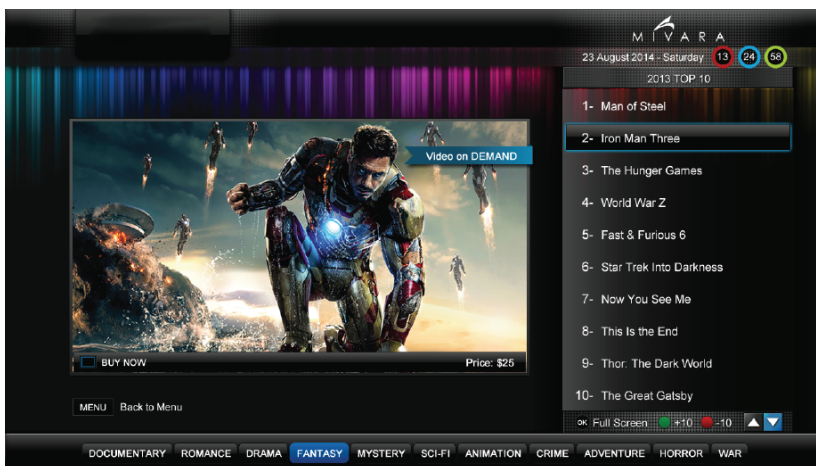 MIVARA
23 August 2014 - Saturday 13 24 58
2013 TOP 10
1- Man of Steel
2- Iron Man Three
3- The Hunger Games
4- World War Z
5- Fast & Furious 6
6- Star Trek Into Darkness
7- Now You See Me
8- This Is the End
9- Thor: The Dark World
10- The Great Gatsby
OK Full Screen +10 -10
Video on DEMAND
BUY NOW Price: $25
MENU Back to Menu
DOCUMENTARY ROMANCE DRAMA FANTASY MYSTERY SCI-FI ANIMATION CRIME ADVENTURE HORROR WAR